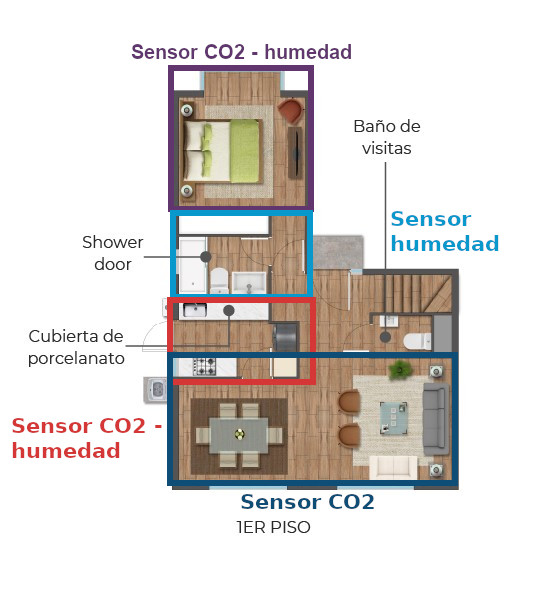 Sensor CO2 - humedad
Baño de
visitas
Sensor
humedad
Shower
door
Cubierta de
porcelanato
Sensor CO2 -
humedad
Sensor CO2
1ER PISO